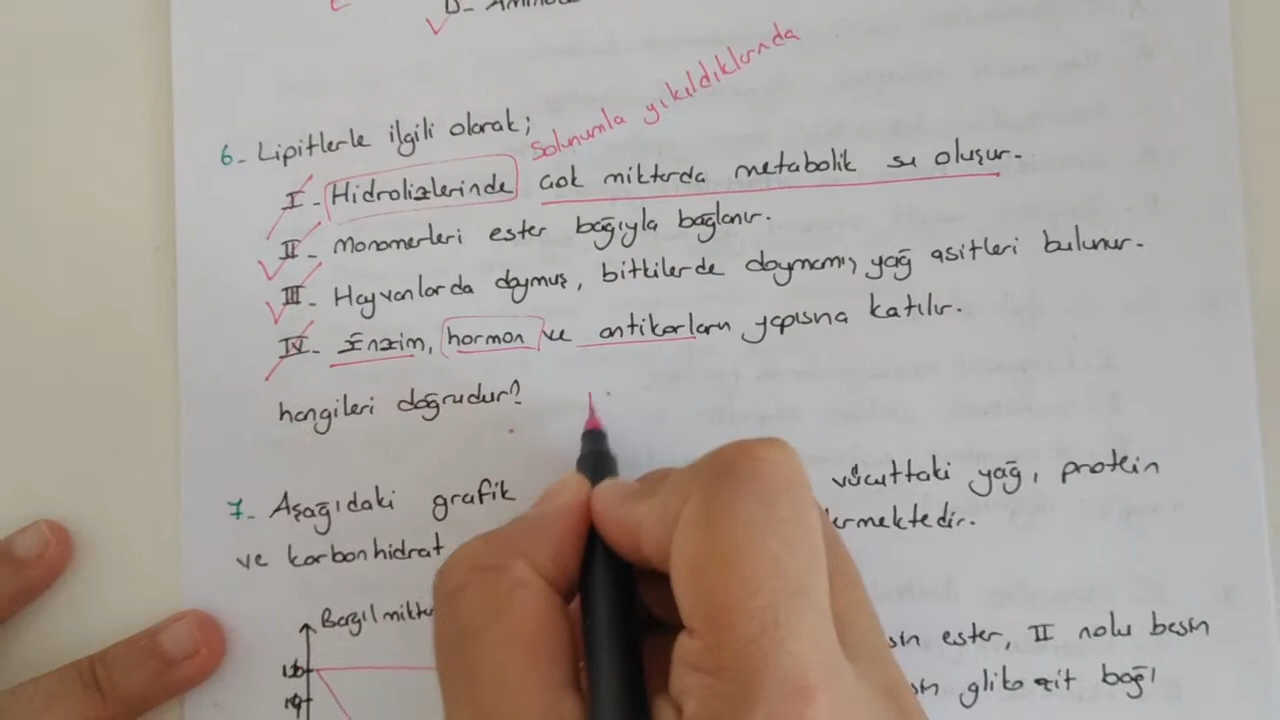 6- Lipitlerle ilgili olarak;
Solunumla yıkıldıklarında
I- Hidrolizlerinde çok miktarda metabolik su oluşur.
II- Monomerleri ester bağıyla bağlanır.
III- Hayvanlarda doymuş, bitkilerde doymamış yağ asitleri bulunur.
IV- Enzim, hormon ve antikorların yapısına katılır.
hangileri doğrudur?
7- Aşağıdaki grafik vücuttaki yağ, protein
ve karbonhidrat ermektedir.
Bağıl
ester, II nolu besin
glikozit bağı